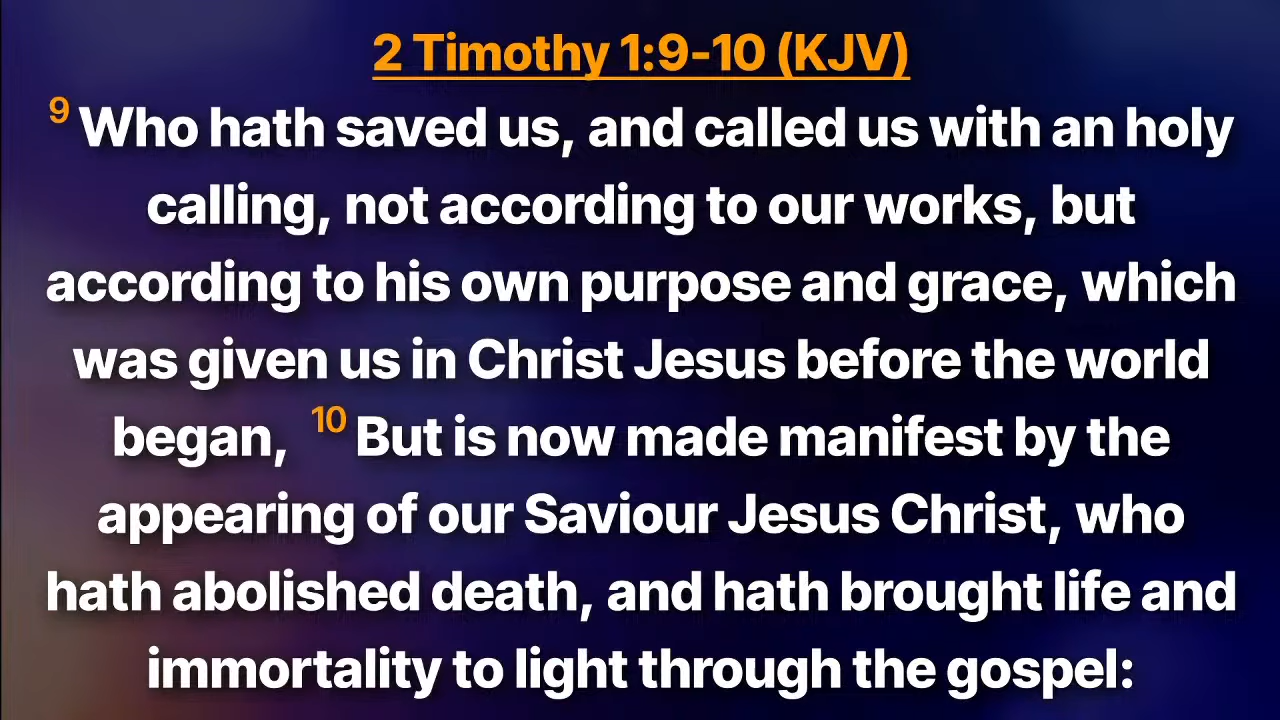 2 Timothy 1:9-10 (KJV)
9 Who hath saved us, and called us with an holy
calling, not according to our works, but
according to his own purpose and grace, which
was given us in Christ Jesus before the world
began, 10 But is now made manifest by the
appearing of our Saviour Jesus Christ, who
hath abolished death, and hath brought life and
immortality to light through the gospel: